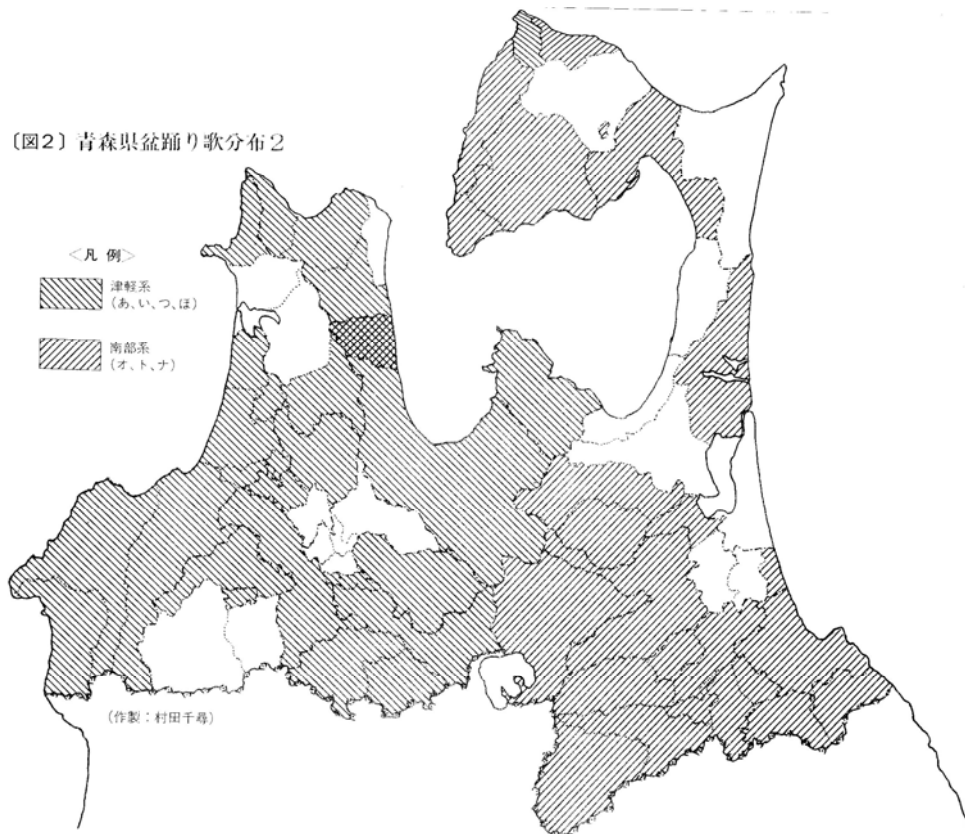 〔図2〕青森県盆踊り歌分布2
<凡例>
津軽系
(あ、い、つ、ほ)
南部系
(オ、ト、ナ)
(作製:村田千尋)